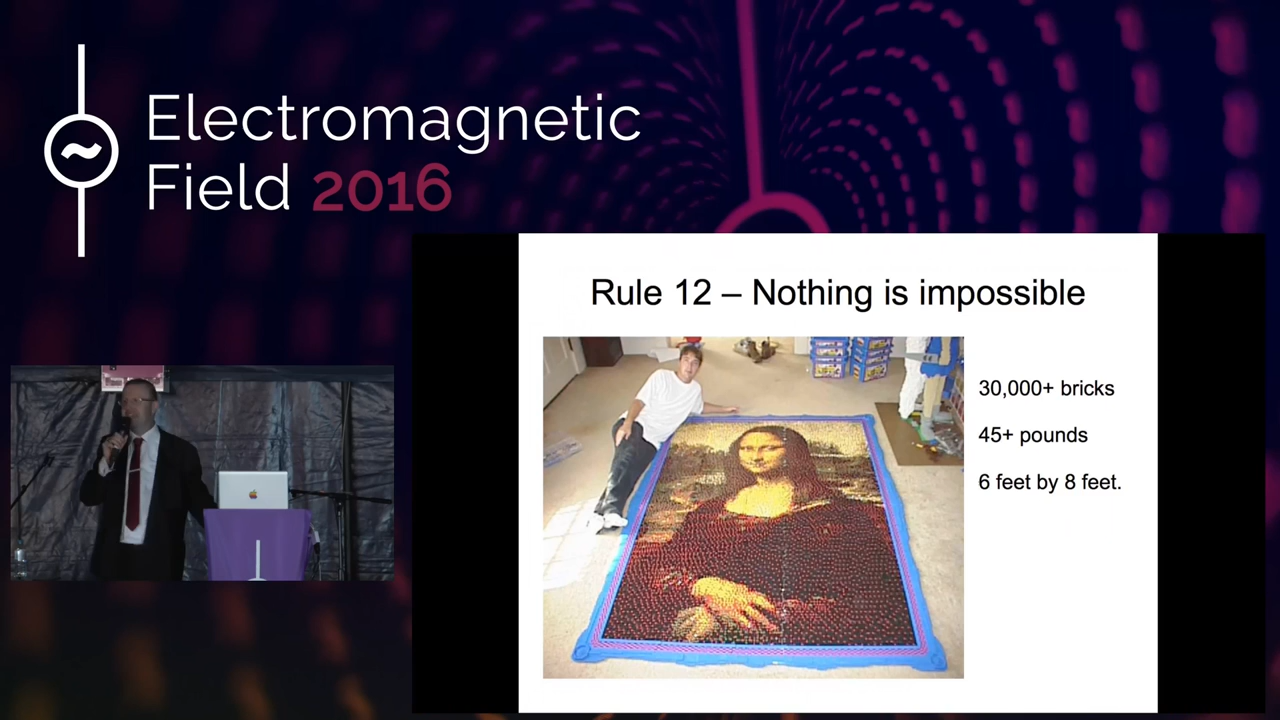 Electromagnetic
Field 2016
Rule 12 – Nothing is impossible
30,000+ bricks
45+ pounds
6 feet by 8 feet.